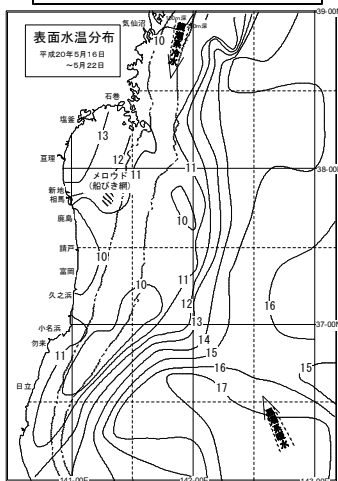 39-00N
気仙沼
10
表面水温分布
平成20年5月16日
～5月22日
石巻
塩釜
13
亘理
12
11
11
38-00N
メロウド
(船びき網)
新地
相馬
鹿島
10
請戸
10
富岡
11
10
久之浜
12
16
13
37-00N
小名浜
14
勿来
11
15
16
15
17
日立
141-00E
142-00E
143-00E